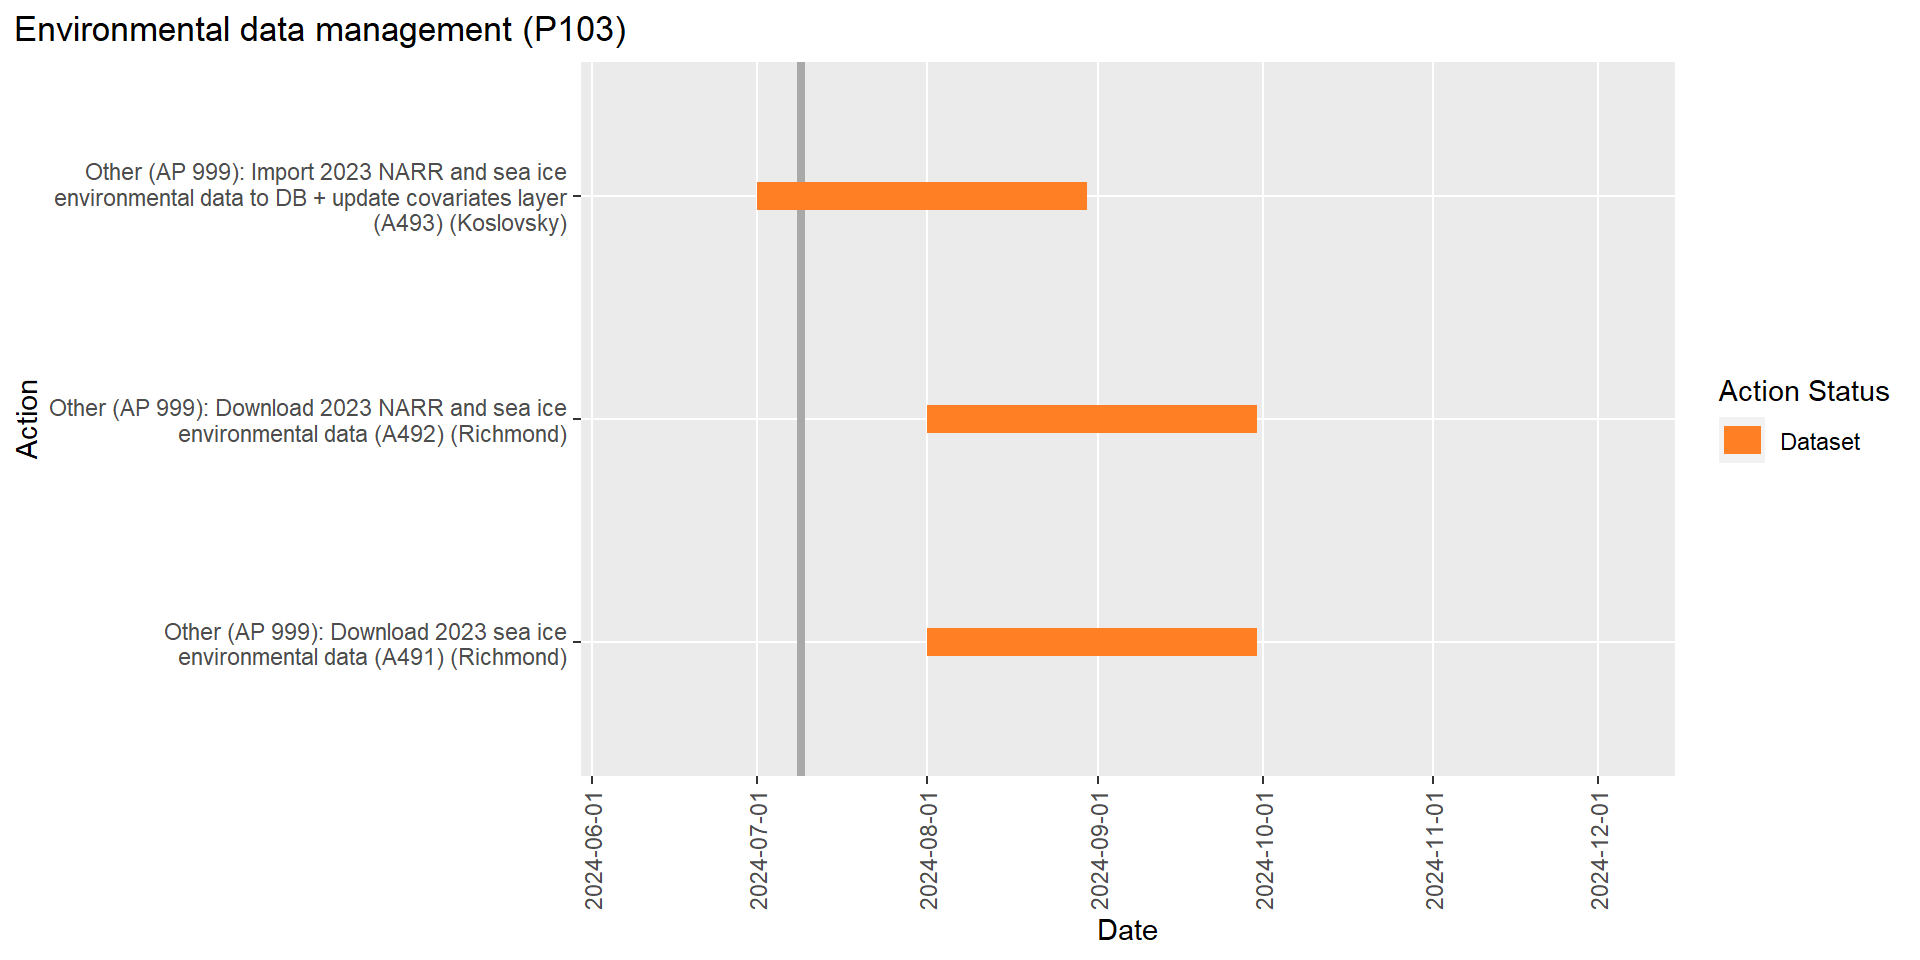 Environmental data management (P103)
Action
Other (AP 999): Import 2023 NARR and sea ice
environmental data to DB + update covariates layer
(A493) (Koslovsky)
Other (AP 999): Download 2023 NARR and sea ice
environmental data (A492) (Richmond)
Other (AP 999): Download 2023 sea ice
environmental data (A491) (Richmond)
2024-06-01
2024-07-01
2024-08-01
2024-09-01
2024-10-01
2024-11-01
2024-12-01
Date
Action Status
Dataset